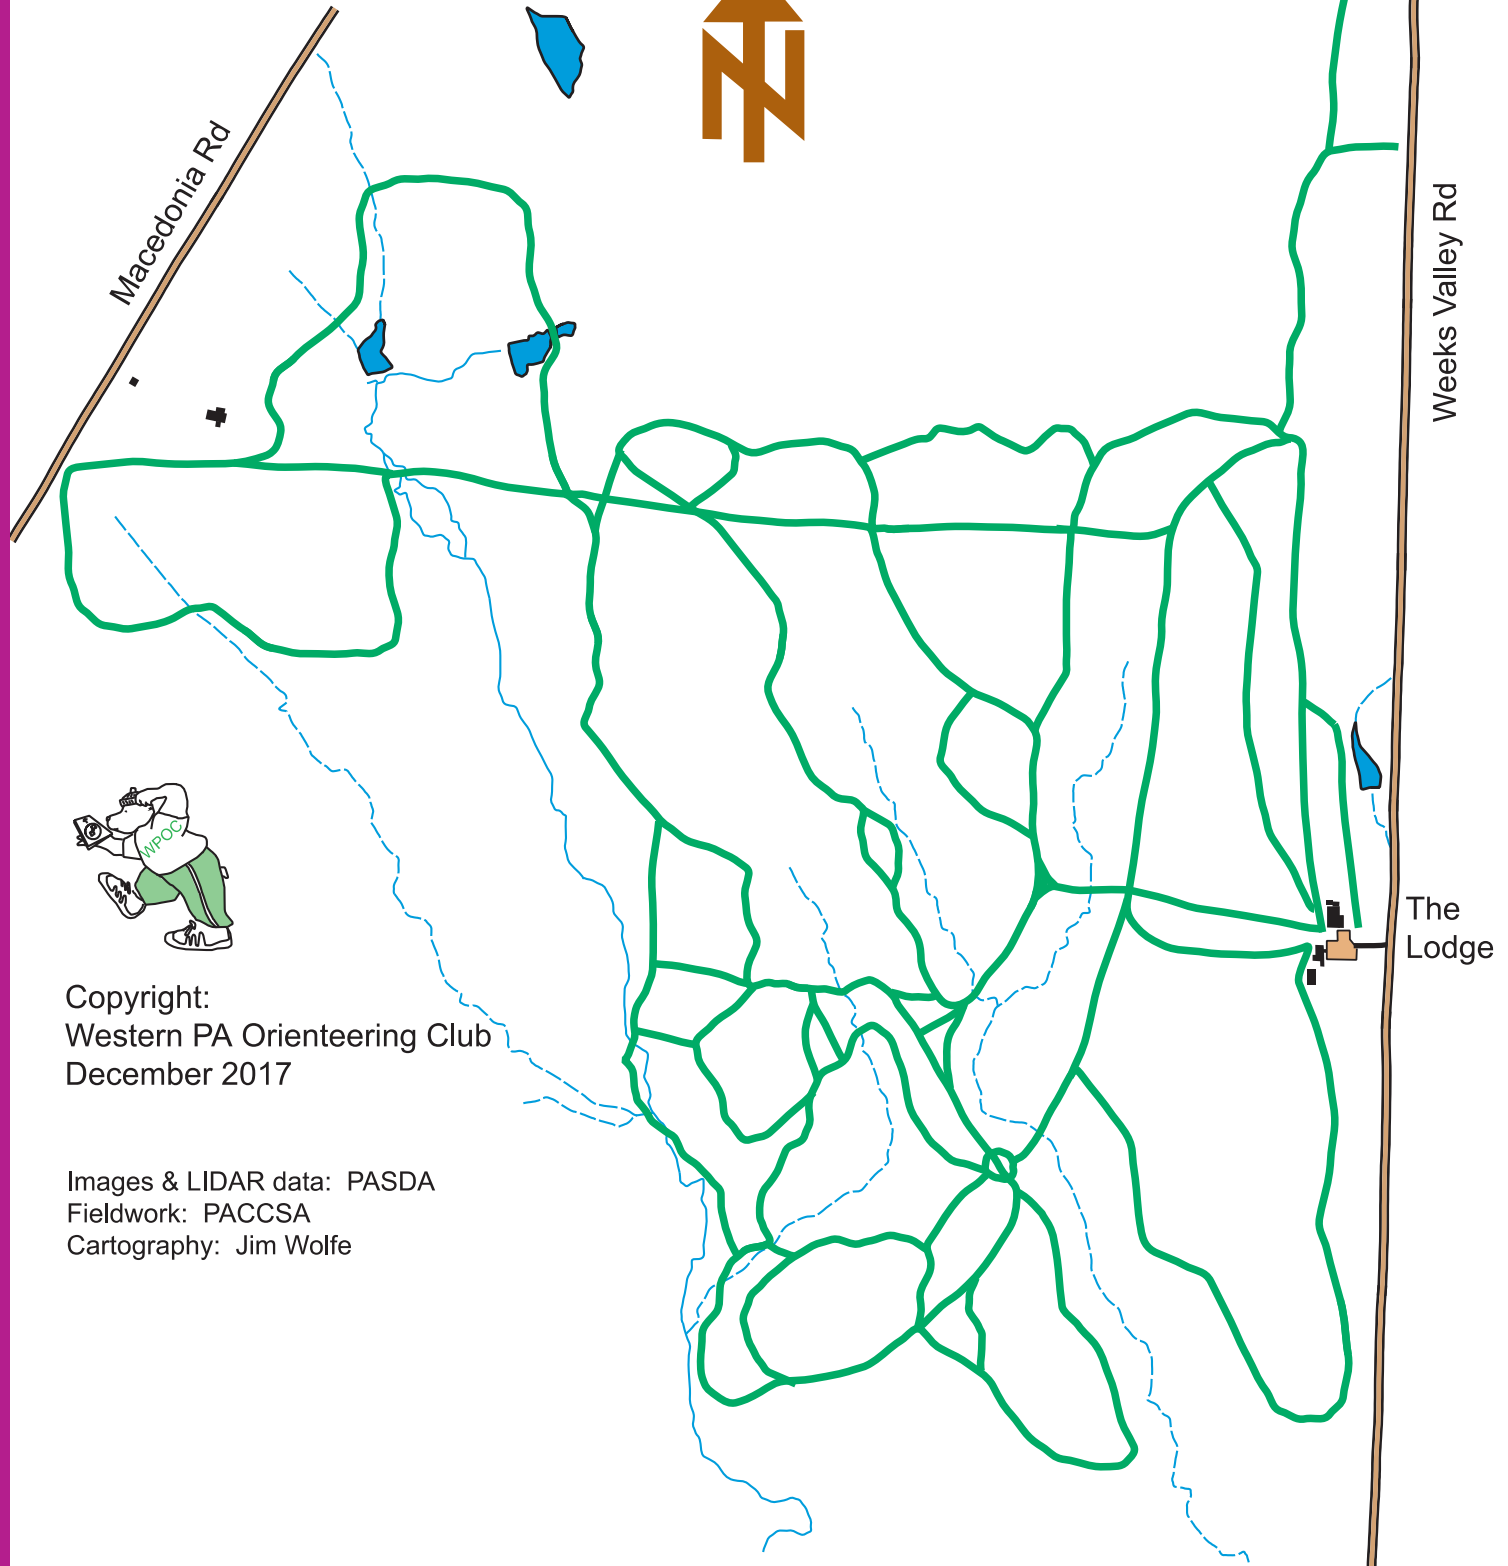 N
Macedonia Rd
Weeks Valley Rd
WPOC
The
Lodge
Copyright:
Western PA Orienteering Club
December 2017
Images & LIDAR data:  PASDA
Fieldwork:  PACCSA
Cartography:  Jim Wolfe